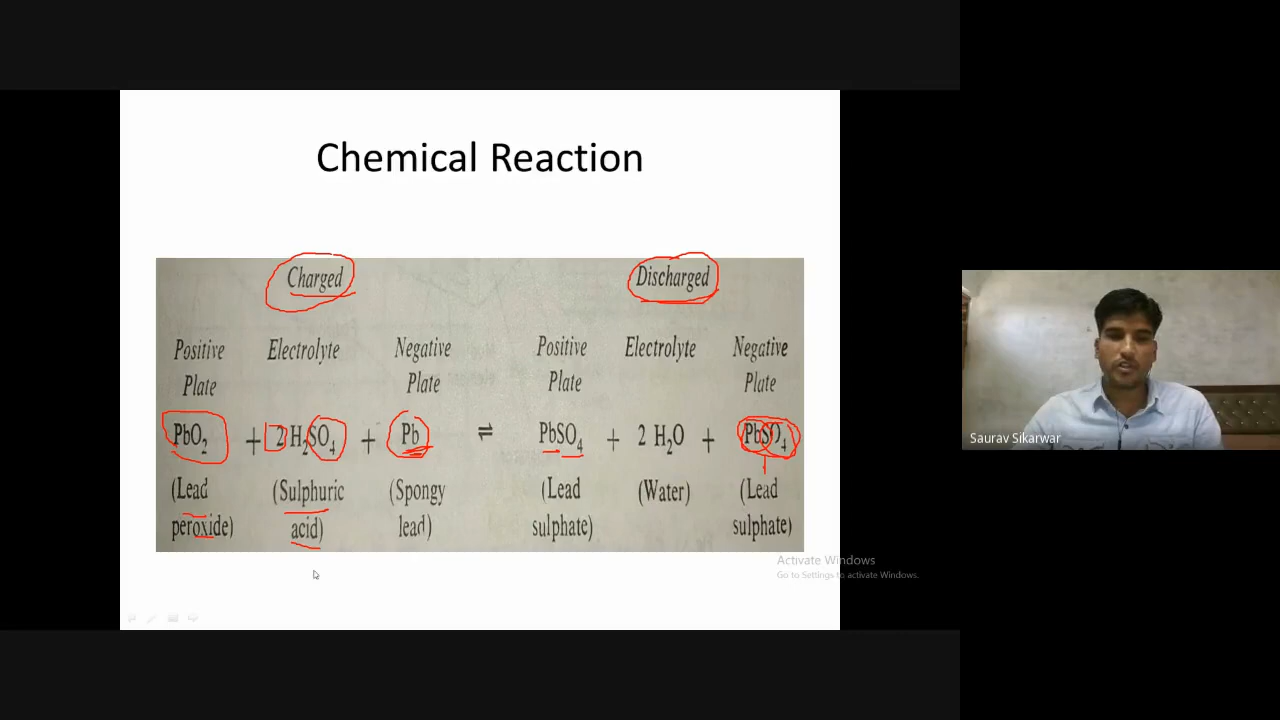 Chemical Reaction
Charged Discharged
Positive Electrolyte Negative Positive Electrolyte Negative
Plate Plate Plate Plate
PbO₂ + 2 H₂SO₄ + Pb ⇌ PbSO₄ + 2 H₂O + PbSO₄
(Lead (Sulphuric (Spongy (Lead (Water) (Lead
peroxide) acid) lead) sulphate) sulphate)
Saurav Sikarwar
Activate Windows
Go to Settings to activate Windows.